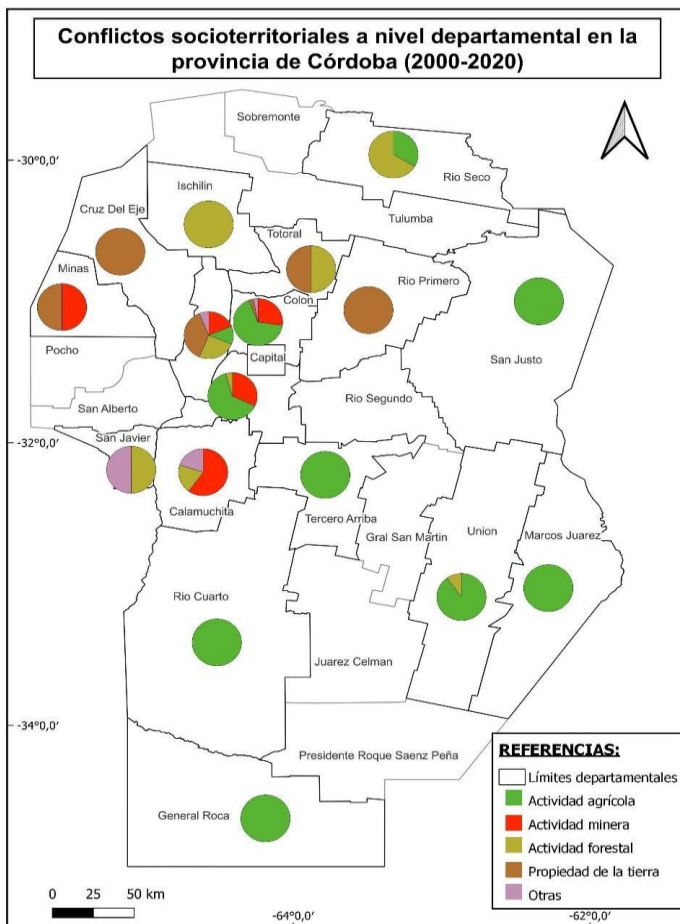 Conflictos socioterritoriales a nivel departamental en la
provincia de Córdoba (2000-2020)
Sobremonte
-30°0,0'
Rio Seco
Ischilin
Cruz Del Eje
Tulumba
Totoral
Minas
Rio Primero
Colon
Pocho
Capital
San Justo
San Alberto
Rio Segundo
-32°0,0'
San Javier
Calamuchita
Tercero Arriba
Gral San Martin
Union
Marcos Juarez
Rio Cuarto
Juarez Celman
-34°0,0'
Presidente Roque Saenz Peña
General Roca
REFERENCIAS:
Límites departamentales
Actividad agrícola
Actividad minera
Actividad forestal
Propiedad de la tierra
Otras
0 25 50 km
-64°0,0'
-62°0,0'